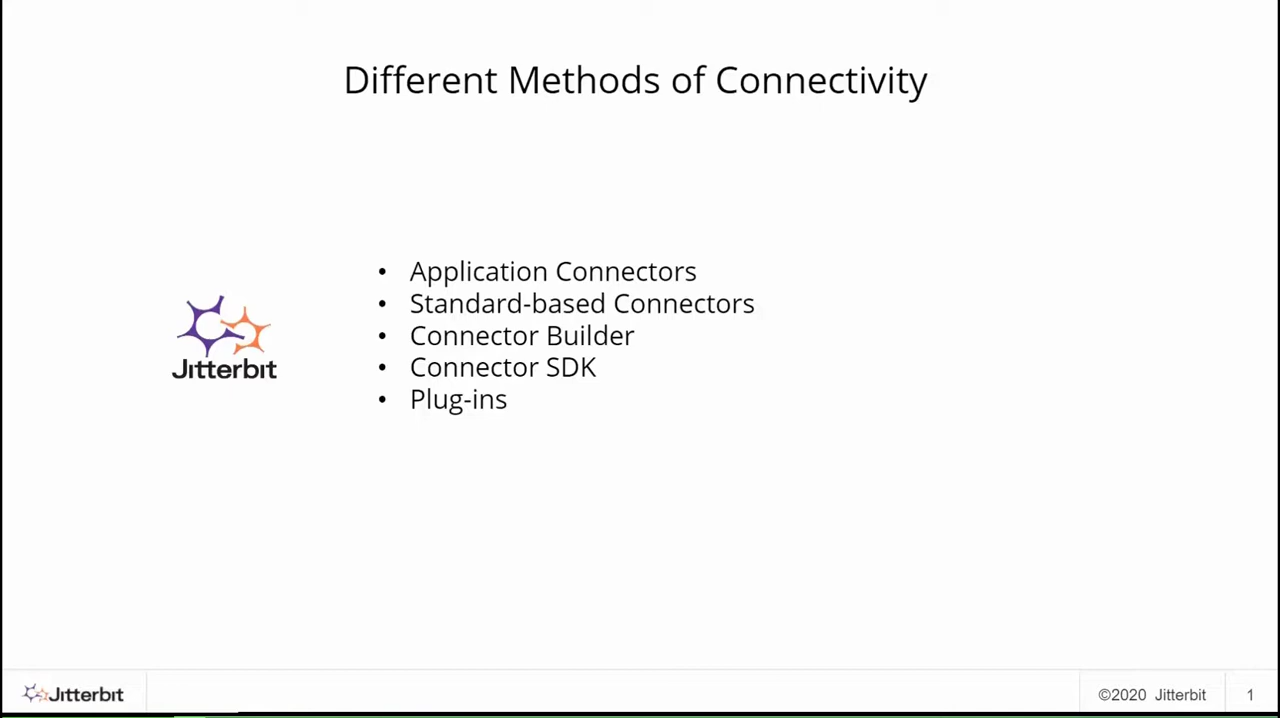 Different Methods of Connectivity
• Application Connectors
• Standard-based Connectors
• Connector Builder
• Connector SDK
• Plug-ins
Jitterbit
Jitterbit
©2020 Jitterbit
1